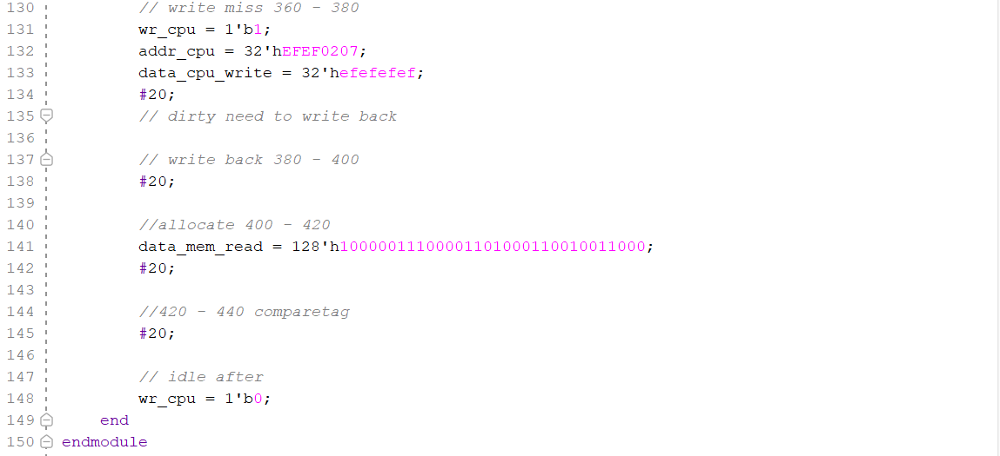 130 // write miss 360 - 380
131 wr_cpu = 1'b1;
132 addr_cpu = 32'hEFEF0207;
133 data_cpu_write = 32'hefefefef;
134 #20;
135 // dirty need to write back
136
137 // write back 380 - 400
138 #20;
139
140 //allocate 400 - 420
141 data_mem_read = 128'h10000011100001101000110010011000;
142 #20;
143
144 //420 - 440 comparetag
145 #20;
146
147 // idle after
148 wr_cpu = 1'b0;
149 end
150 endmodule